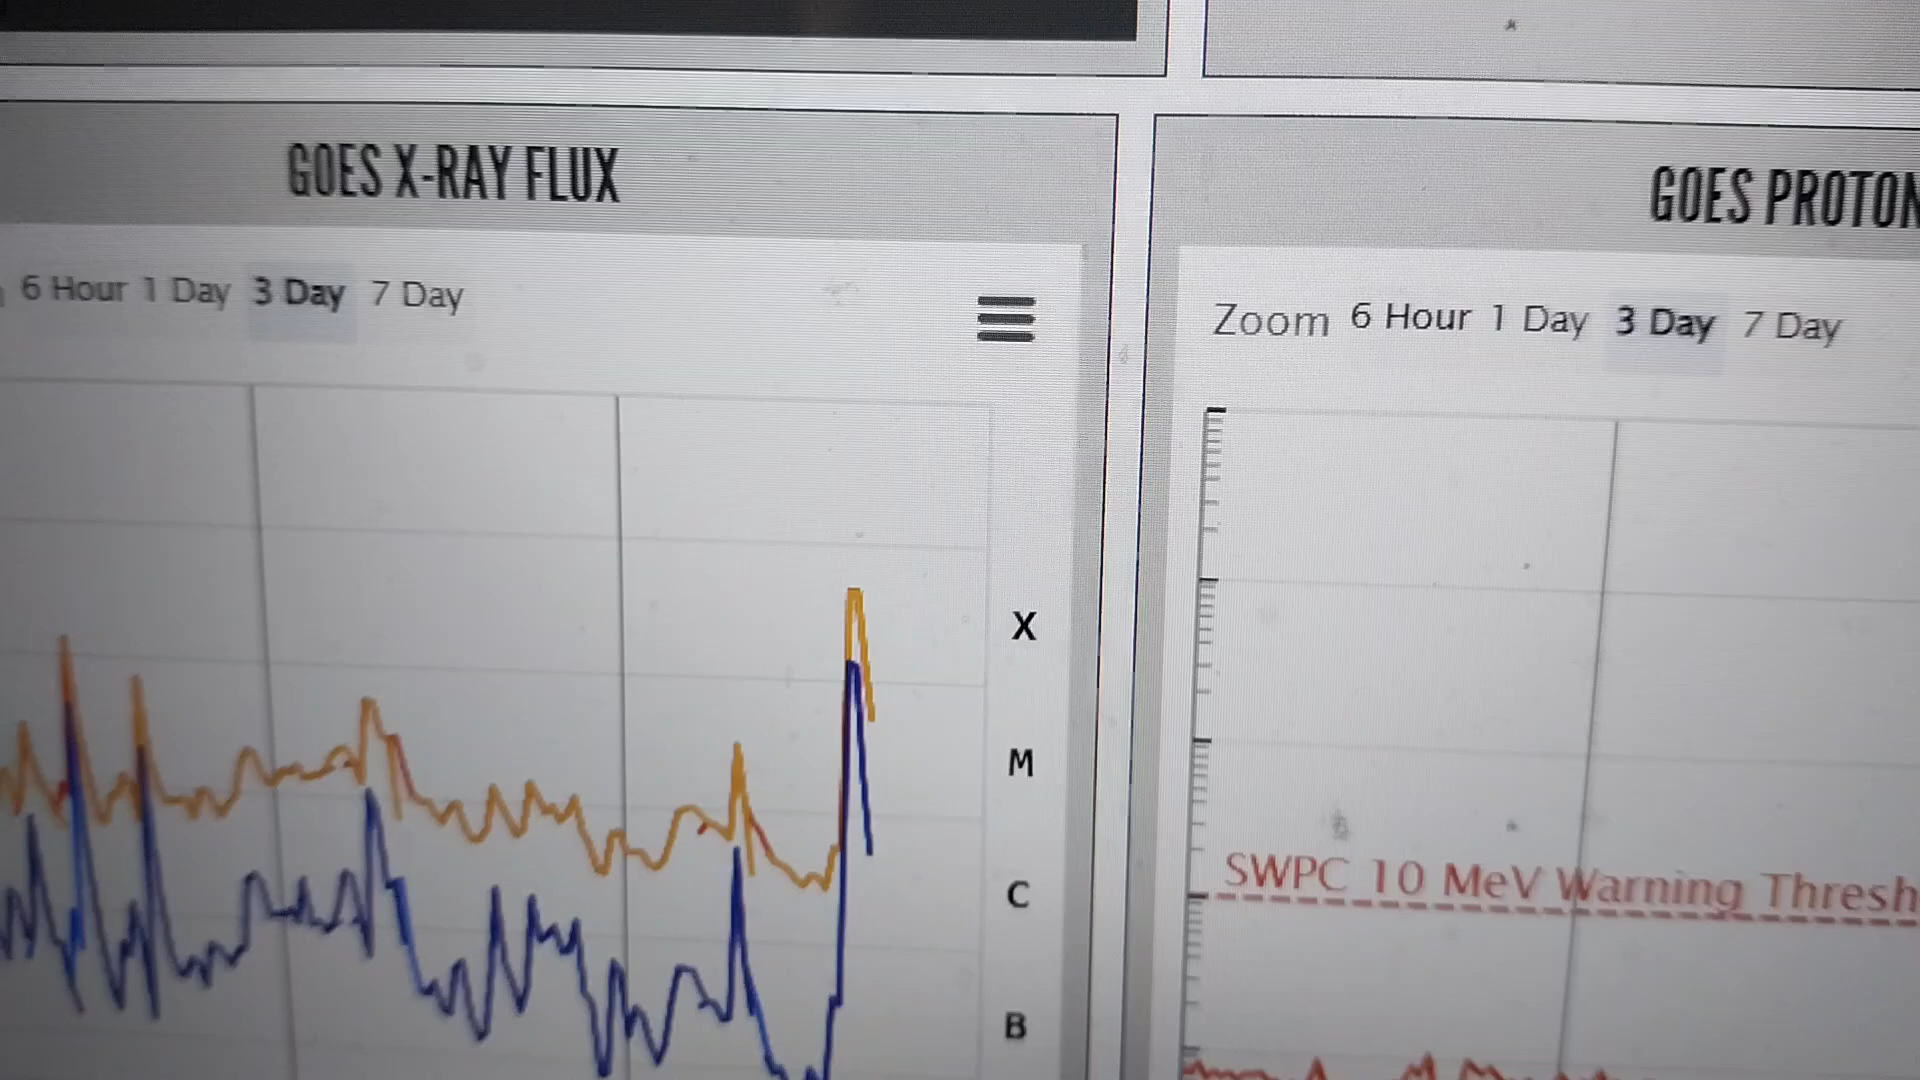 GOES X-RAY FLUX
6 Hour 1 Day 3 Day 7 Day
X
M
C
B
GOES PROTON
Zoom 6 Hour 1 Day 3 Day 7 Day
SWPC 10 MeV Warning Thresh